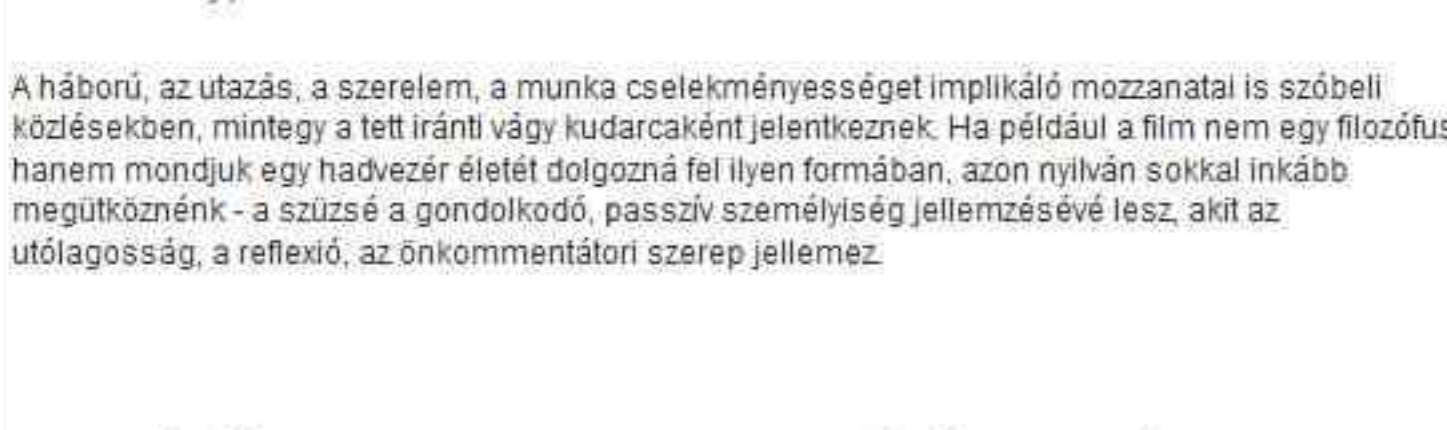 A háború, az utazás, a szerelem, a munka cselekményességet implikáló mozzanatai is szóbeli
közlésekben, mintegy a tett iránti vágy kudarcaként jelentkeznek. Ha például a film nem egy filozófus
hanem mondjuk egy hadvezér életét dolgozná fel ilyen formában, azon nyilván sokkal inkább
megütköznénk - a szüzsé a gondolkodó, passzív személyiség jellemzésévé lesz, akit az
utólagosság, a reflexió, az önkommentátori szerep jellemez.